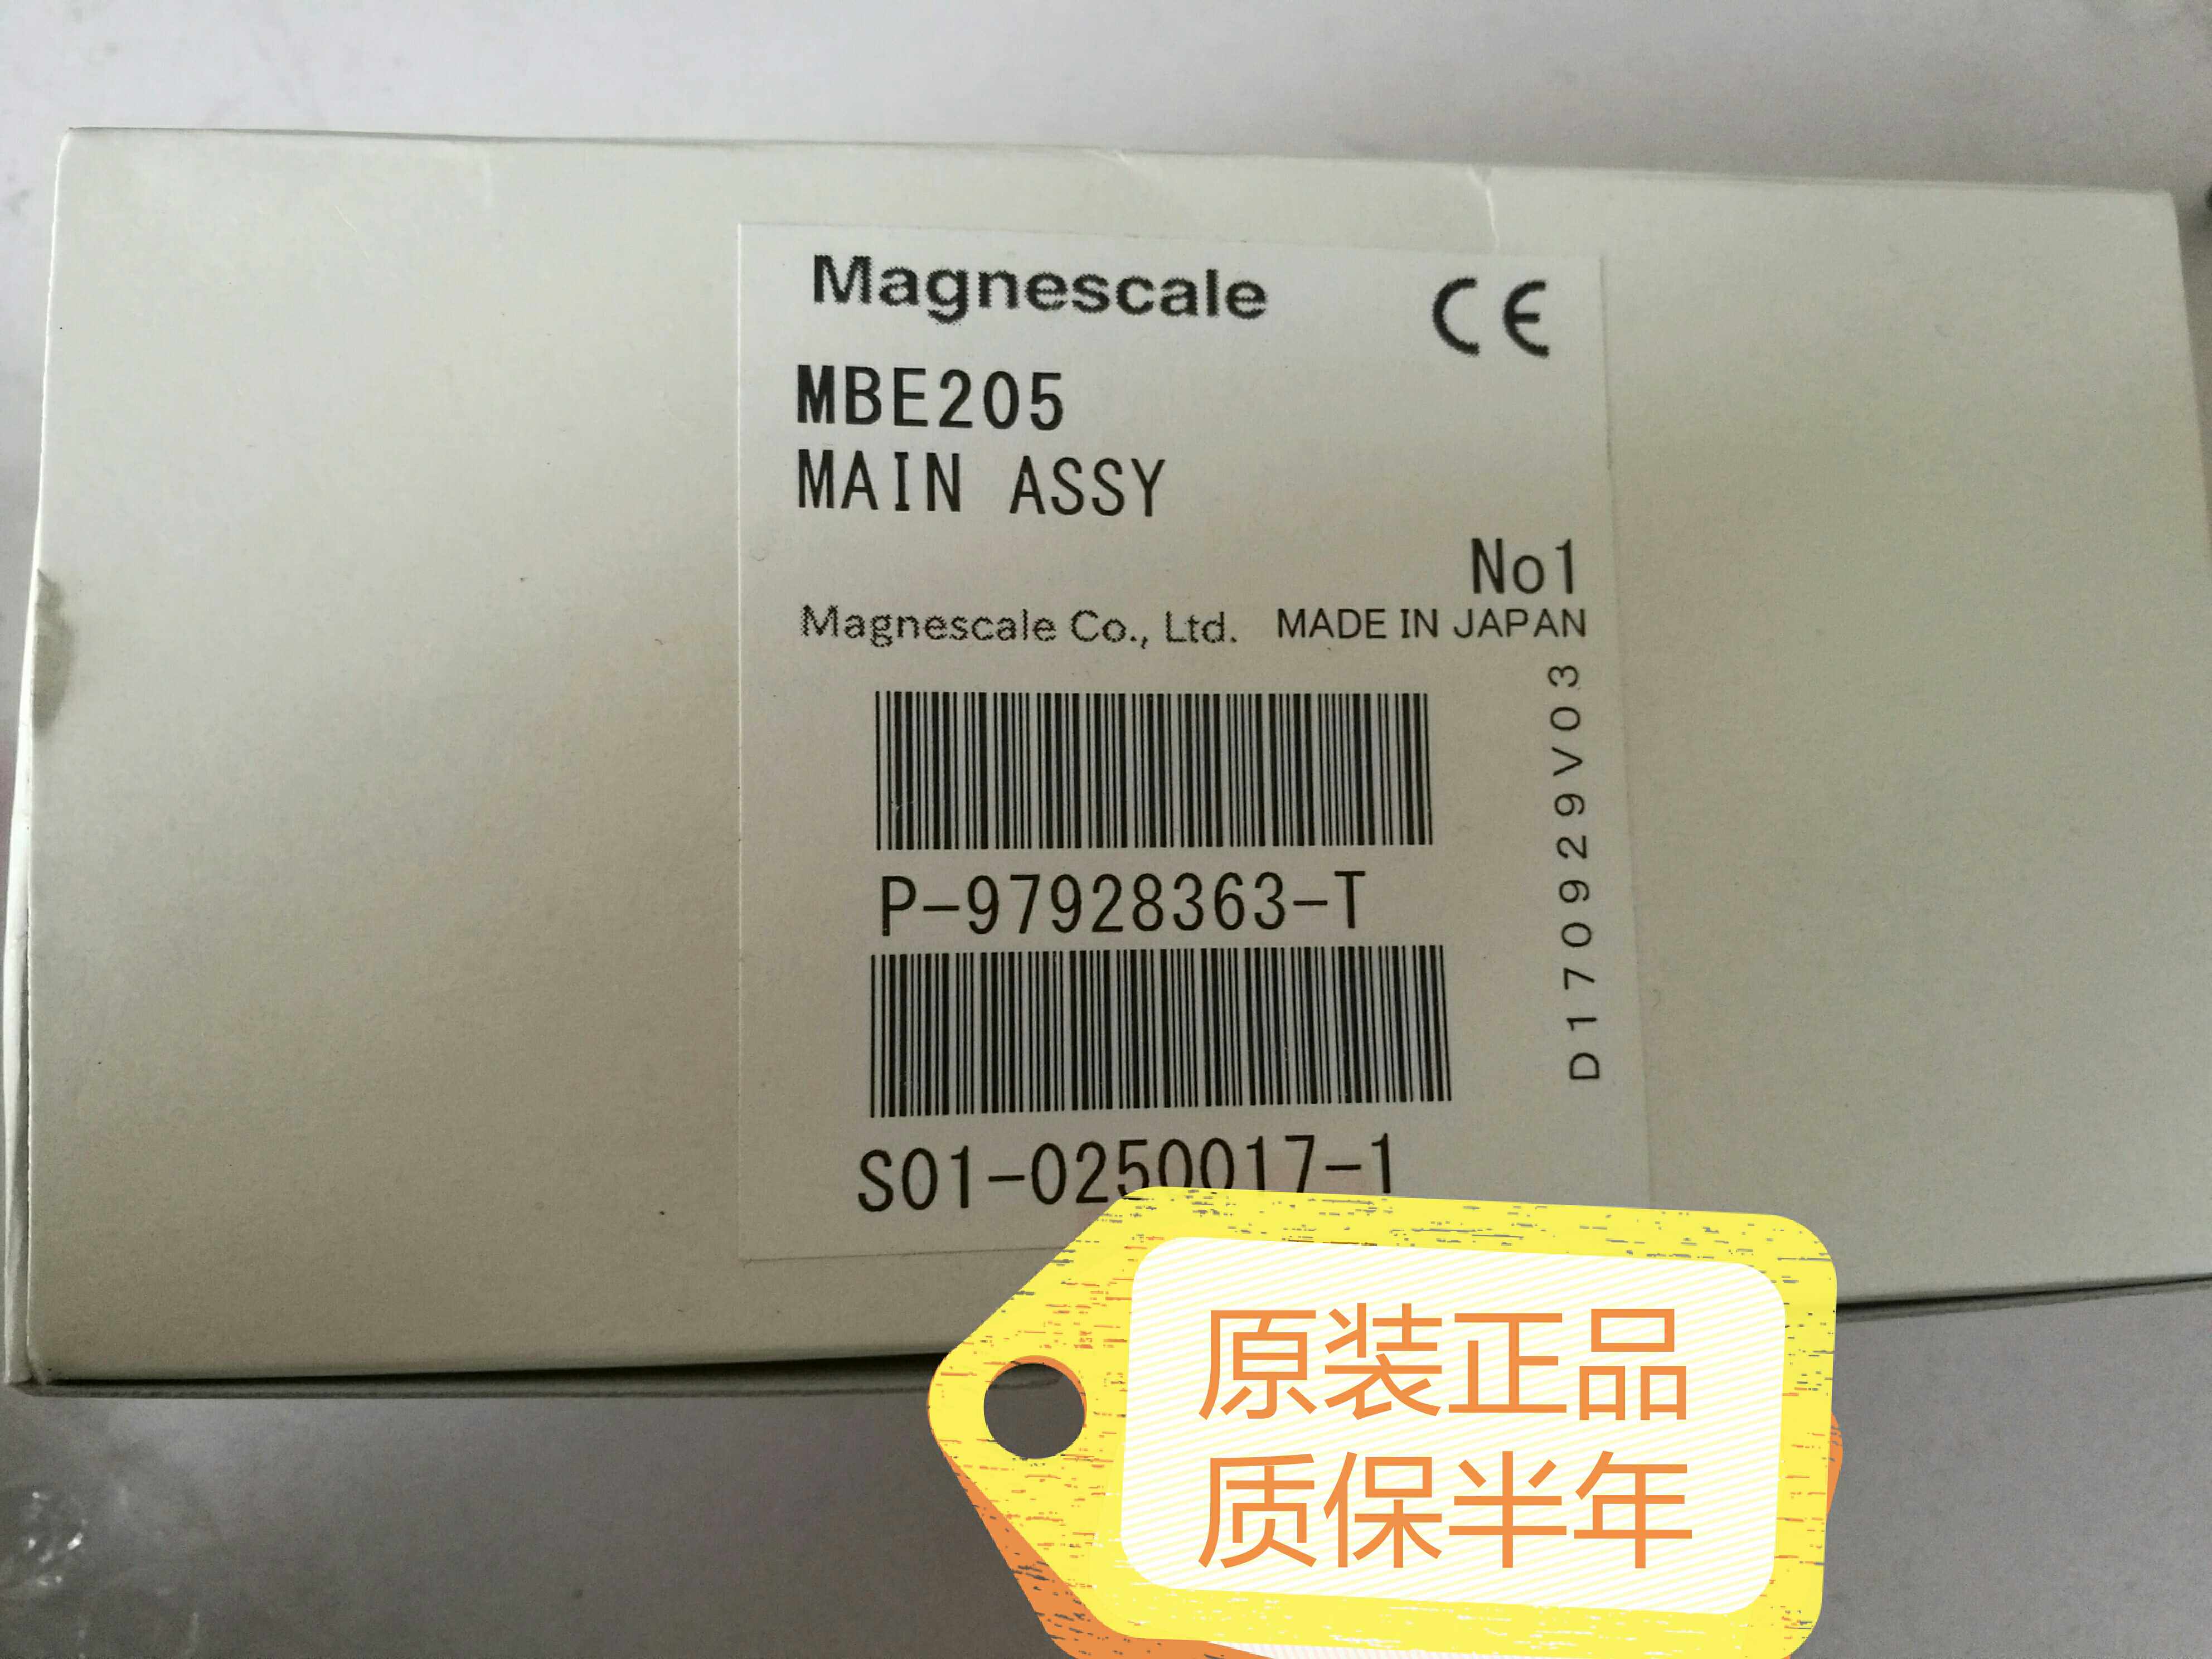 Magnescale
CE
MBE205
MAIN ASSY
No1
Magnescale Co., Ltd. MADE IN JAPAN
D170929V03
P-97928363-T
S01-0250017-1
原装正品
质保半年